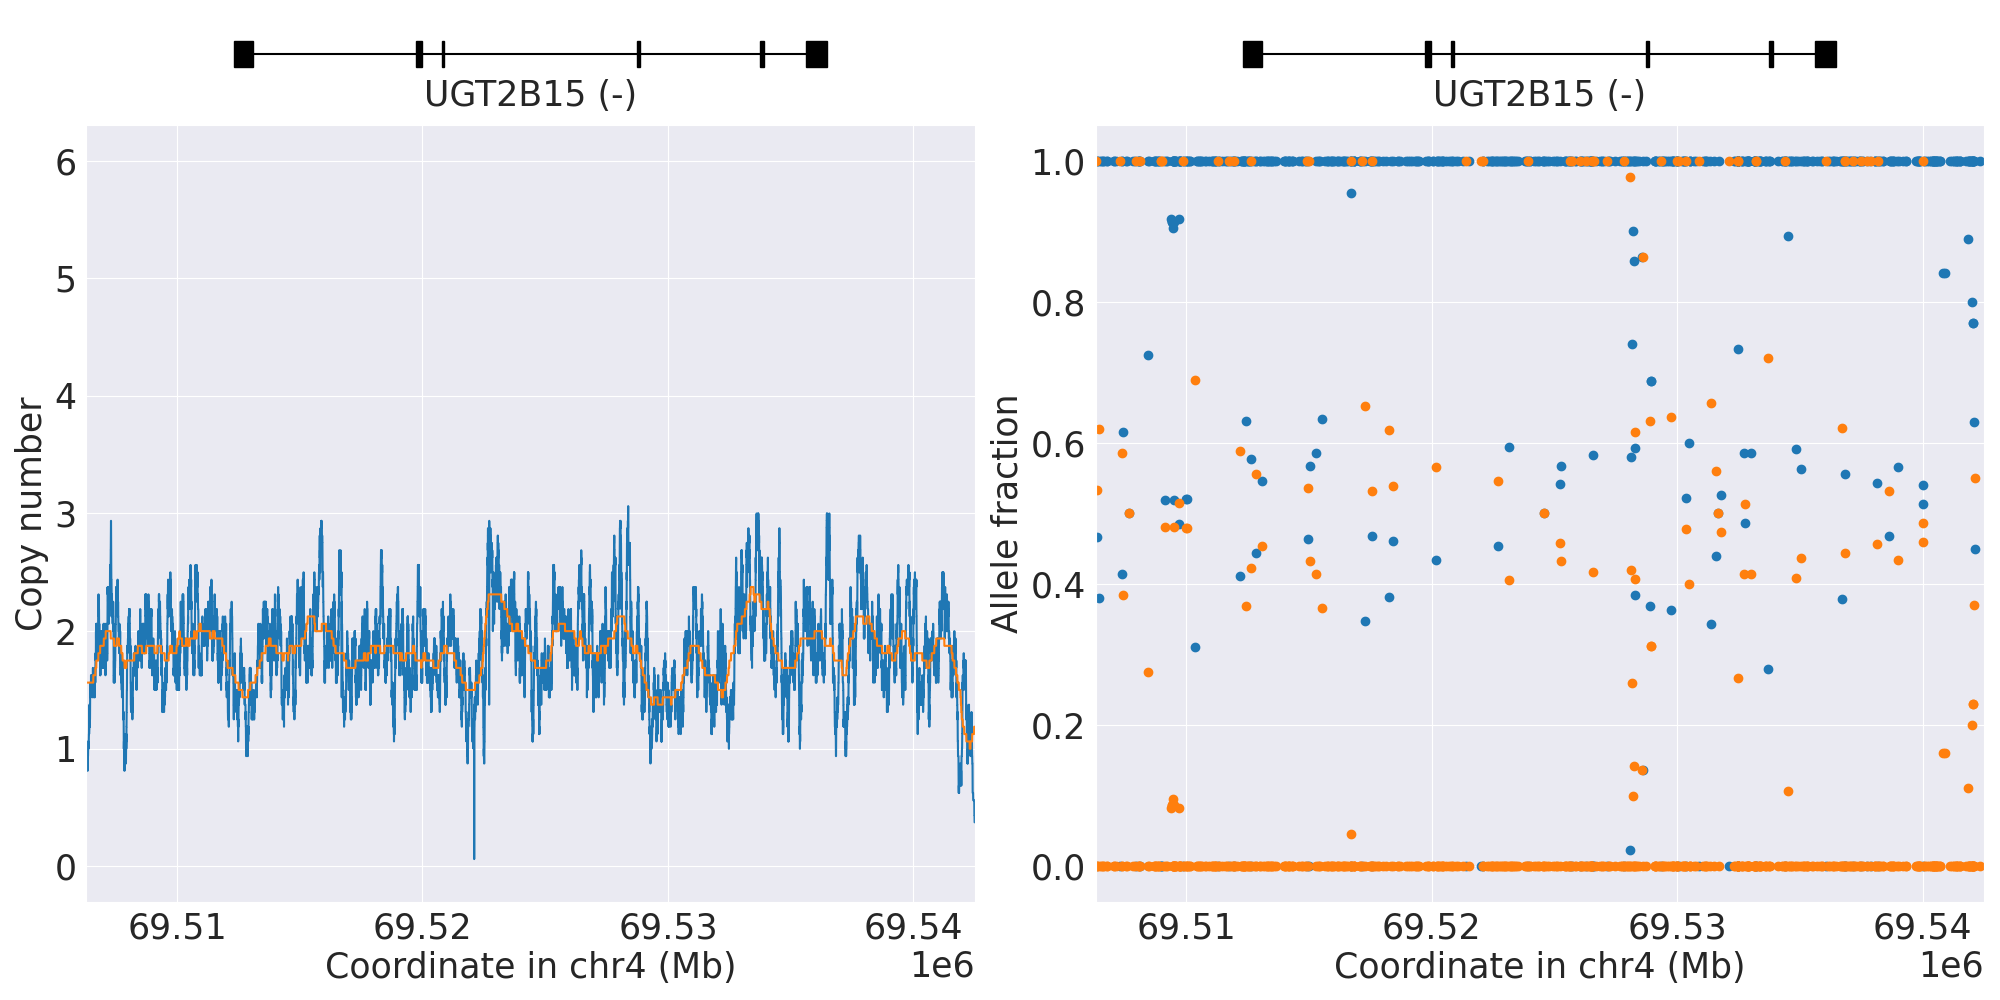 UGT2B15 (-)
6
5
4
3
2
1
0
Copy number
69.51 69.52 69.53 69.54
Coordinate in chr4 (Mb) 1e6
UGT2B15 (-)
1.0
0.8
0.6
0.4
0.2
0.0
Allele fraction
69.51 69.52 69.53 69.54
Coordinate in chr4 (Mb) 1e6